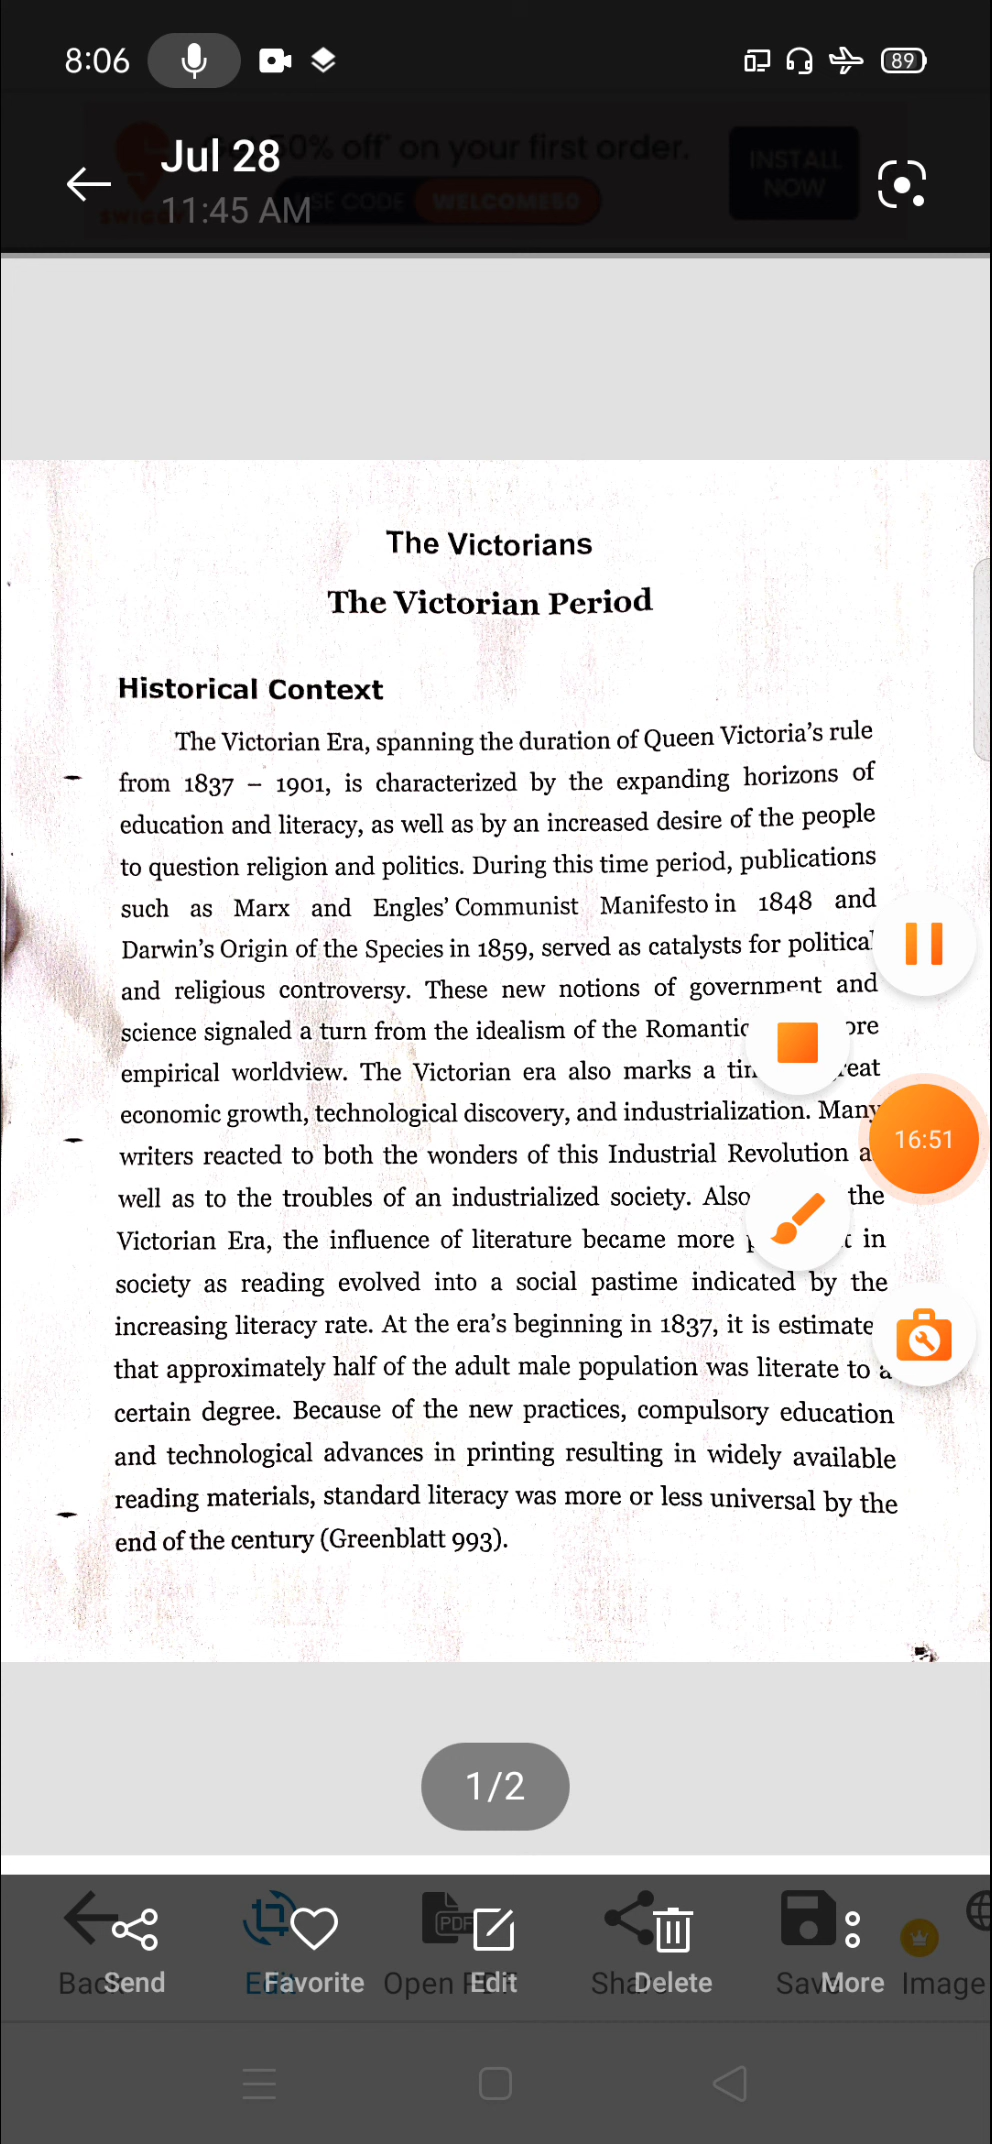 8:06
89
Jul 28
50% off* on your first order.
INSTALL
NOW
11:45 AM
USE CODE WELCOME50
The Victorians
The Victorian Period
Historical Context
The Victorian Era, spanning the duration of Queen Victoria's rule
from 1837 – 1901, is characterized by the expanding horizons of
education and literacy, as well as by an increased desire of the people
to question religion and politics. During this time period, publications
such as Marx and Engles' Communist Manifesto in 1848 and
Darwin's Origin of the Species in 1859, served as catalysts for political
and religious controversy. These new notions of government and
science signaled a turn from the idealism of the
empirical worldview. The Victorian era also marks a
economic growth, technological discovery, and industrialization. Many
16:51
writers reacted to both the wonders of this Industrial Revolution
well as to the troubles of an industrialized society. Also the
Victorian Era, the influence of literature became more in
society as reading evolved into a social pastime indicated by the
increasing literacy rate. At the era's beginning in 1837, it is
that approximately half of the adult male population was literate to a
certain degree. Because of the new practices, compulsory education
and technological advances in printing resulting in widely available
reading materials, standard literacy was more or less universal by the
end of the century (Greenblatt 993).
1/2
PDF
Back Send Edit Favorite Open Edit Share Delete Save More Image